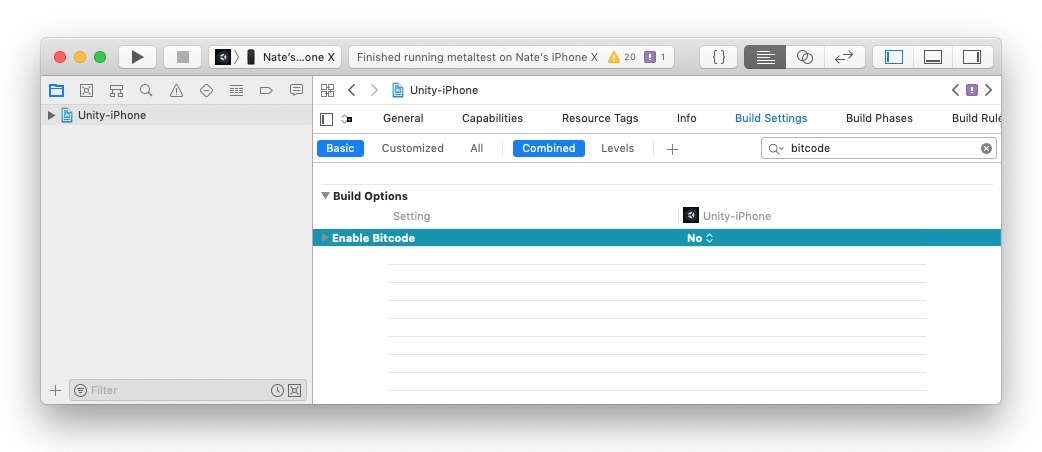 Nate's...one X
Finished running metaltest on Nate's iPhone X 20 1
{ }
Unity-iPhone
Unity-iPhone
General Capabilities Resource Tags Info Build Settings Build Phases Build Rule
Basic Customized All Combined Levels + bitcode
Build Options
Setting Unity-iPhone
Enable Bitcode No
+ Filter